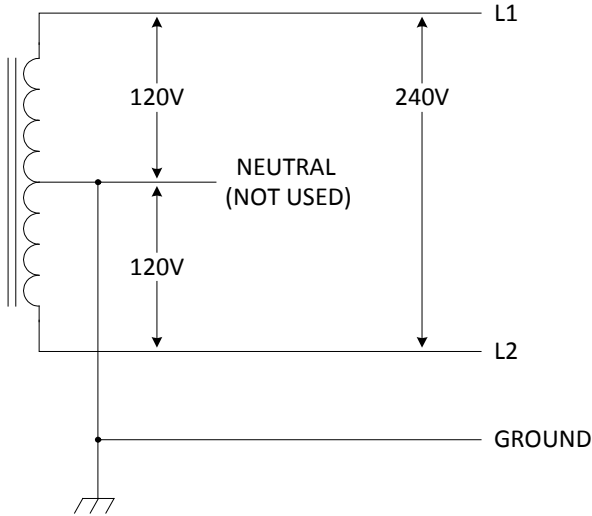 L1
120V
240V
NEUTRAL
(NOT USED)
120V
L2
GROUND